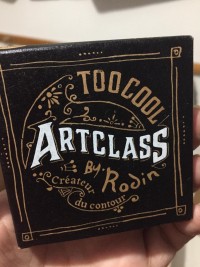 TOOCOOL
ARTCLASS
By Rodin
Créateur
du contour